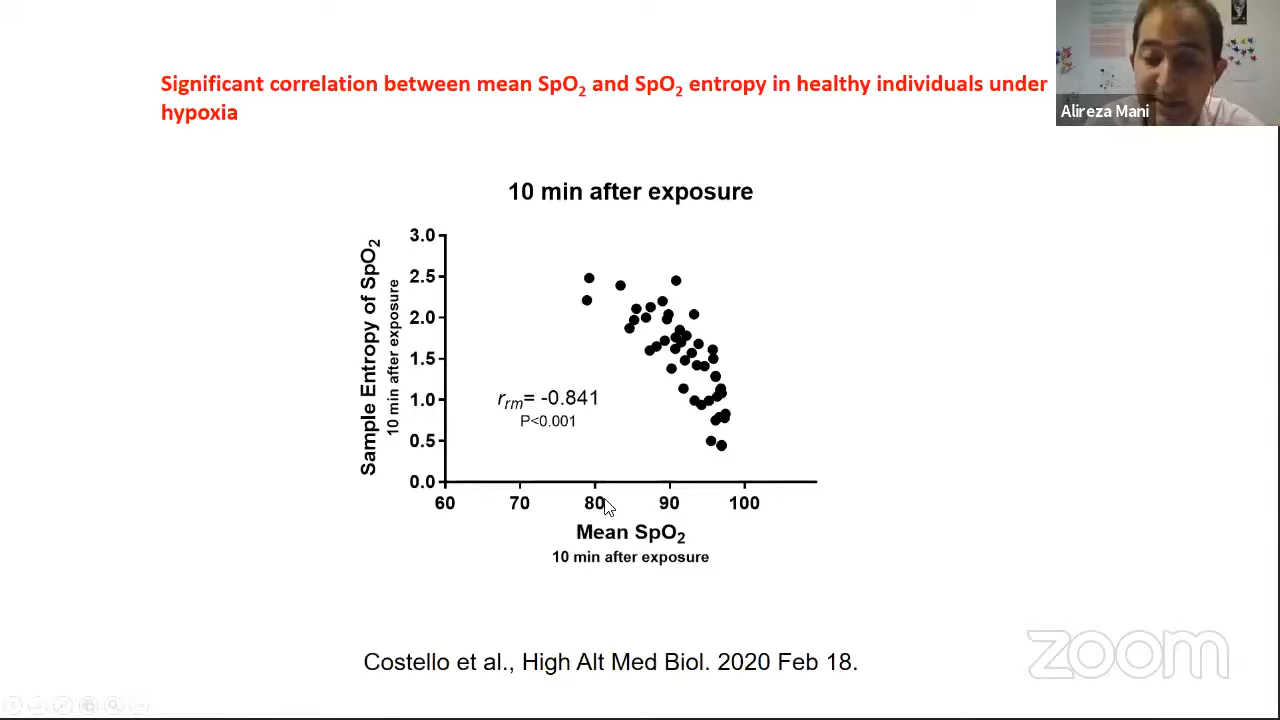 Significant correlation between mean SpO₂ and SpO₂ entropy in healthy individuals under
hypoxia
Alireza Mani
10 min after exposure
Sample Entropy of SpO₂
10 min after exposure
3.0
2.5
2.0
1.5
1.0
0.5
0.0
r_rm= -0.841
P<0.001
60 70 80 90 100
Mean SpO₂
10 min after exposure
Costello et al., High Alt Med Biol. 2020 Feb 18.
zoom